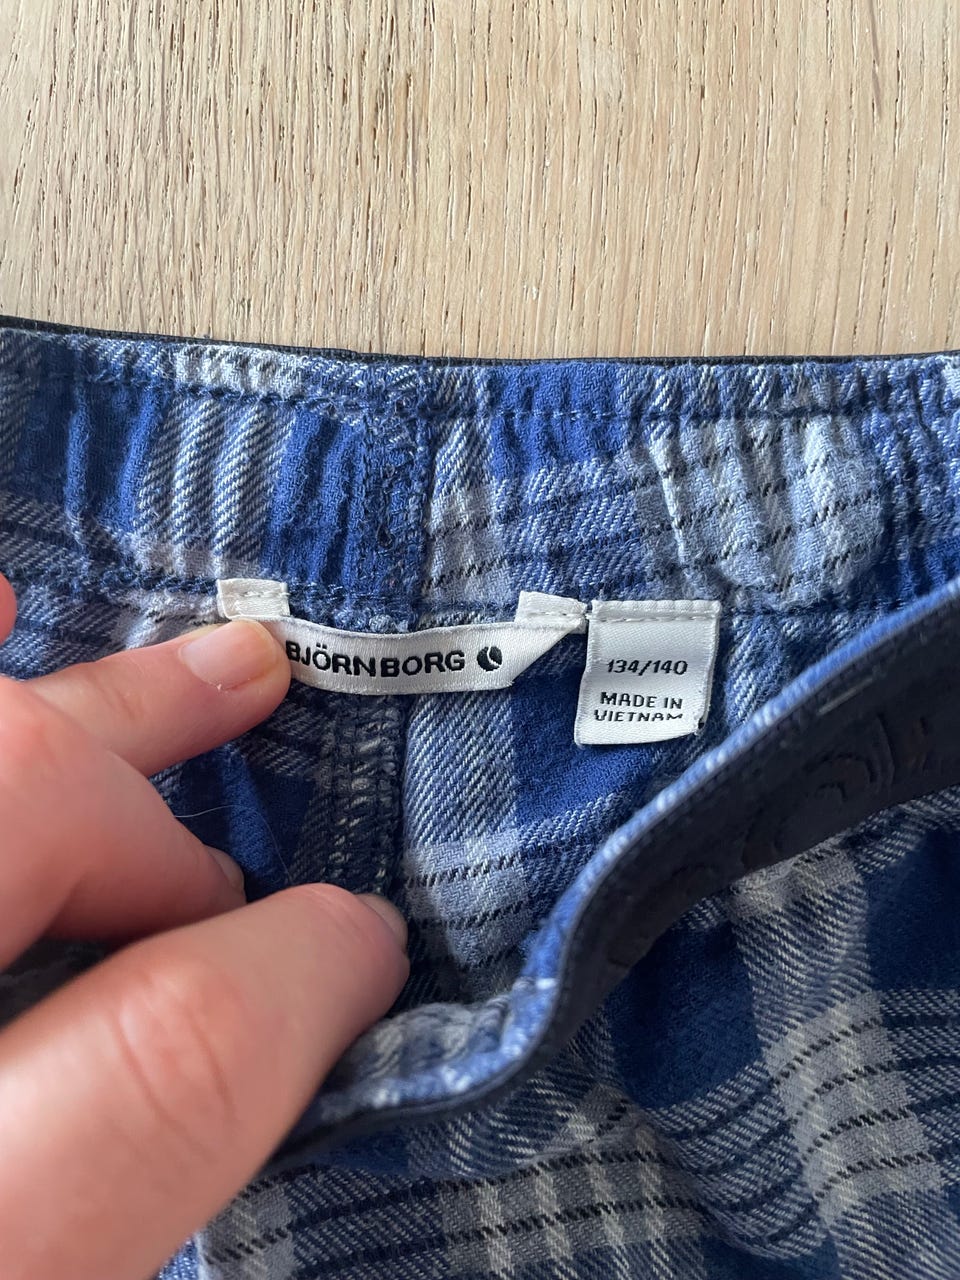 BJÖRN BORG
134/140
MADE IN
VIETNAM